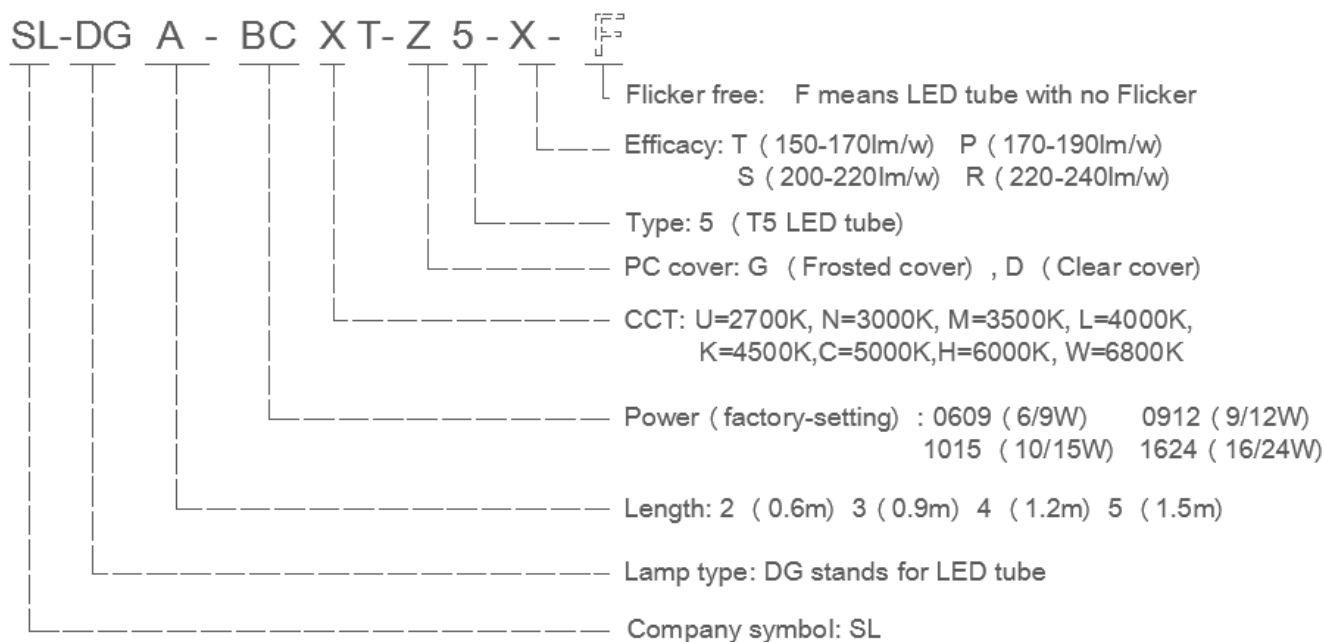 SL-DG A - BC X T- Z 5 - X - F
Flicker free: F means LED tube with no Flicker
Efficacy: T ( 150-170lm/w) P ( 170-190lm/w)
S ( 200-220lm/w) R ( 220-240lm/w)
Type: 5 ( T5 LED tube)
PC cover: G ( Frosted cover) , D ( Clear cover)
CCT: U=2700K, N=3000K, M=3500K, L=4000K,
K=4500K,C=5000K,H=6000K, W=6800K
Power ( factory-setting) : 0609 ( 6/9W) 0912 ( 9/12W)
1015 ( 10/15W) 1624 ( 16/24W)
Length: 2 ( 0.6m) 3 ( 0.9m) 4 ( 1.2m) 5 ( 1.5m)
Lamp type: DG stands for LED tube
Company symbol: SL